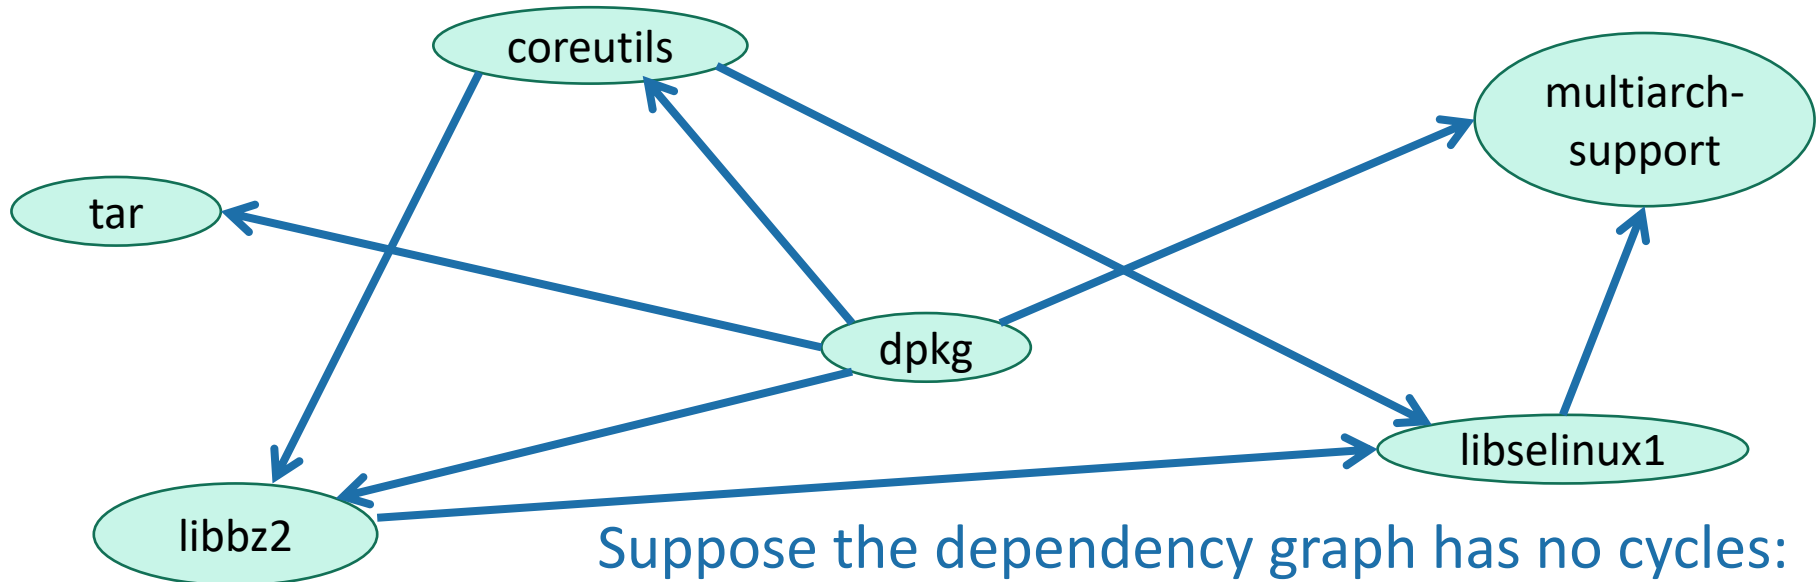 coreutils
multiarch-
support
tar
dpkg
libselinux1
libbz2
Suppose the dependency graph has no cycles: